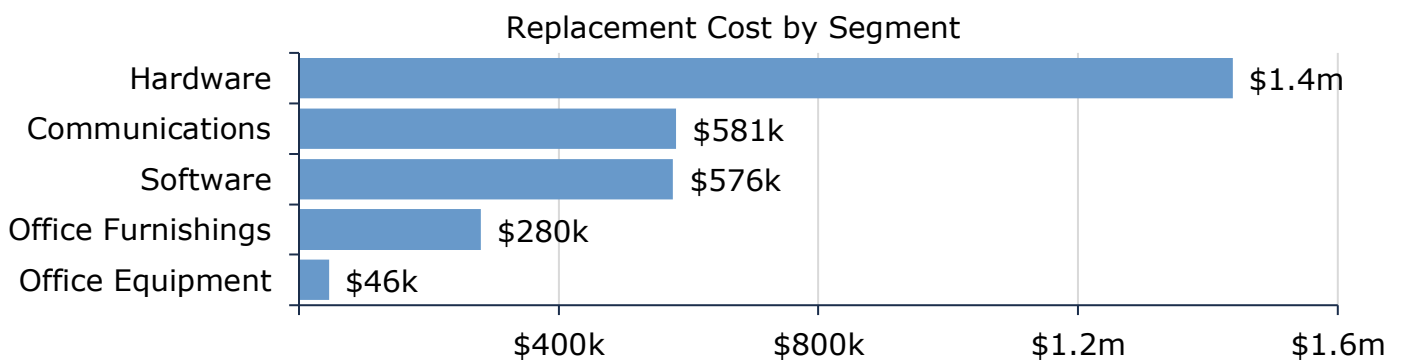 Replacement Cost by Segment
Hardware $1.4m
Communications $581k
Software $576k
Office Furnishings $280k
Office Equipment $46k
$400k $800k $1.2m $1.6m